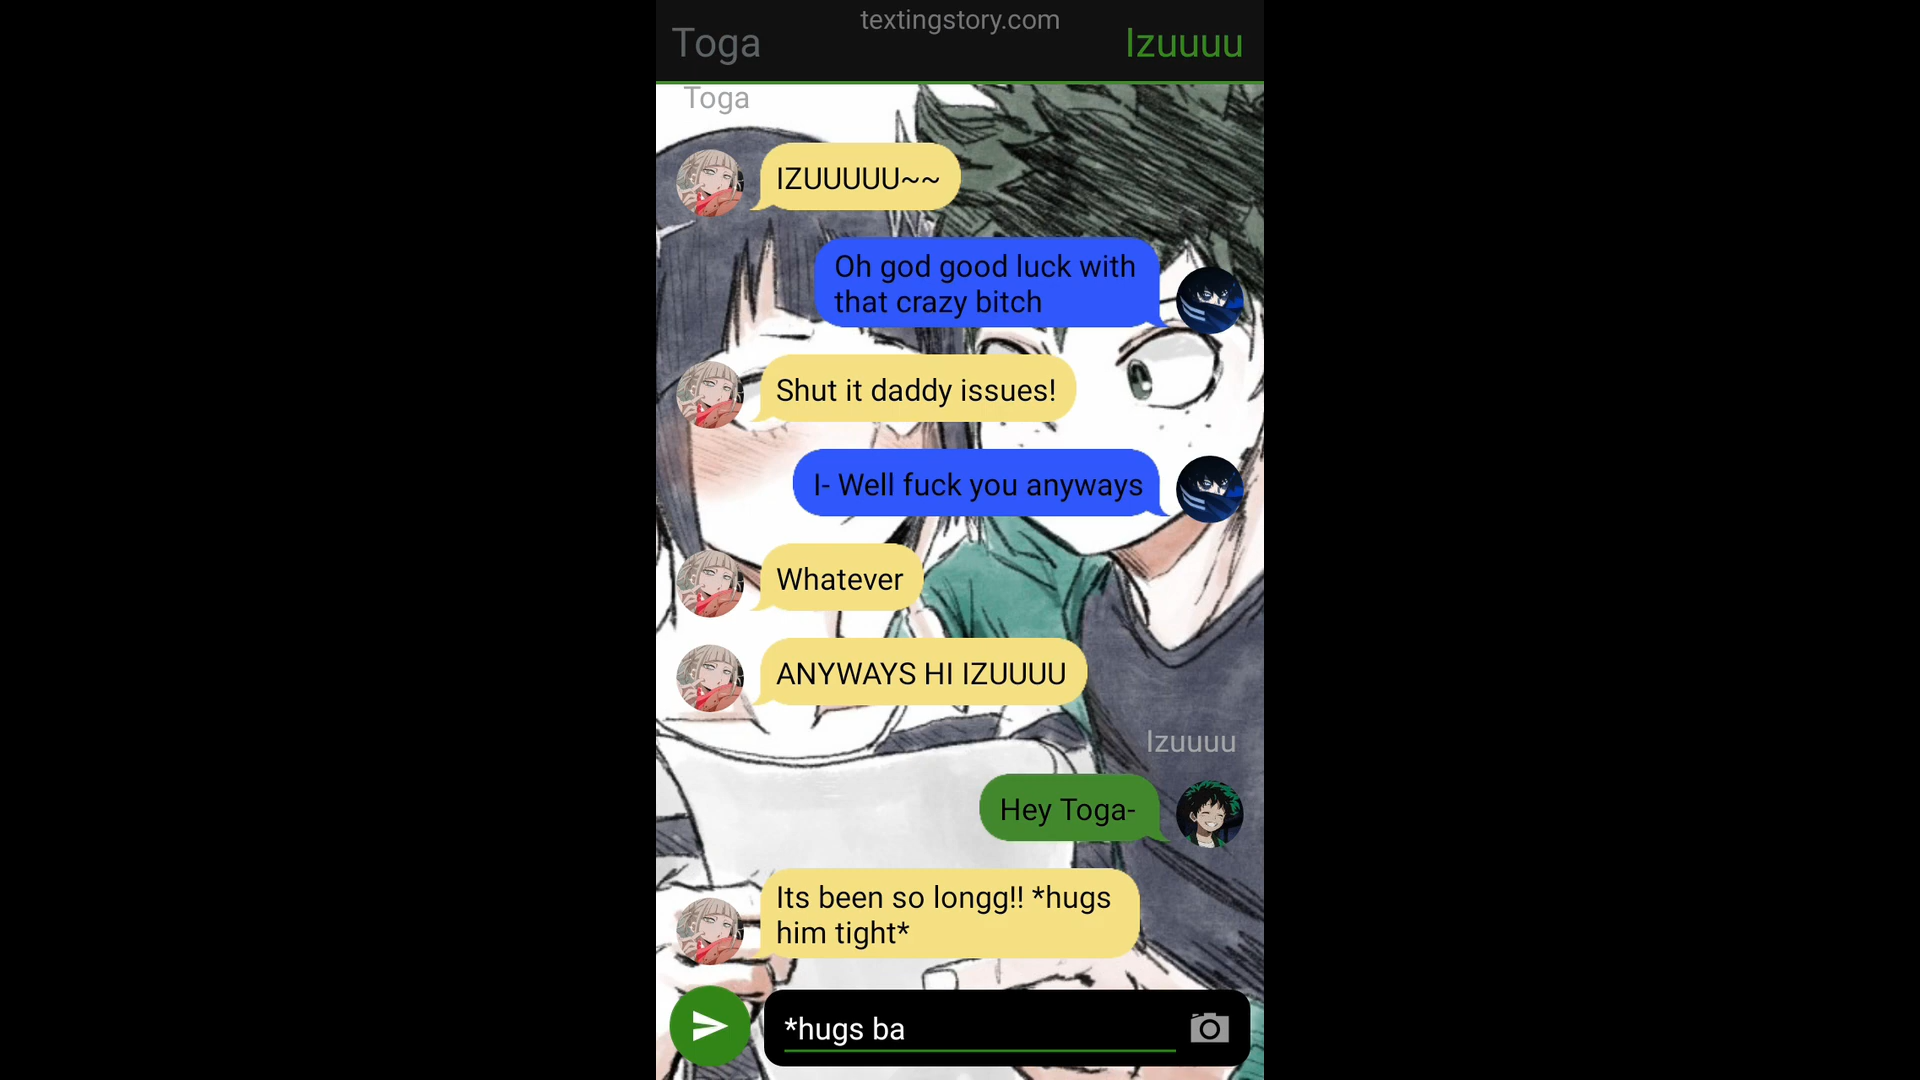 textingstory.com
Toga
Izuuuu
Toga
IZUUUUU~~
Oh god good luck with
that crazy bitch
Shut it daddy issues!
I- Well fuck you anyways
Whatever
ANYWAYS HI IZUUUU
Izuuuu
Hey Toga-
Its been so longg!! *hugs
him tight*
*hugs ba